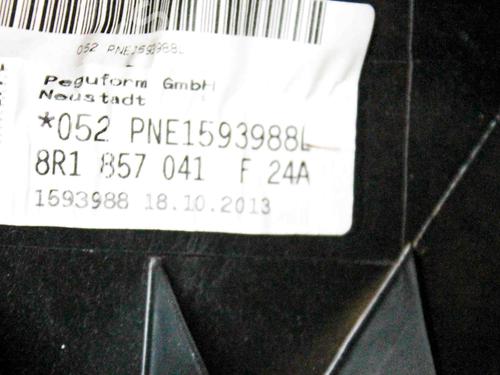 052 PNE1593988L
Peguform GmbH
Neustadt
*052 PNE1593988L
8R1 857 041 F 24A
1593988 18.10.2013